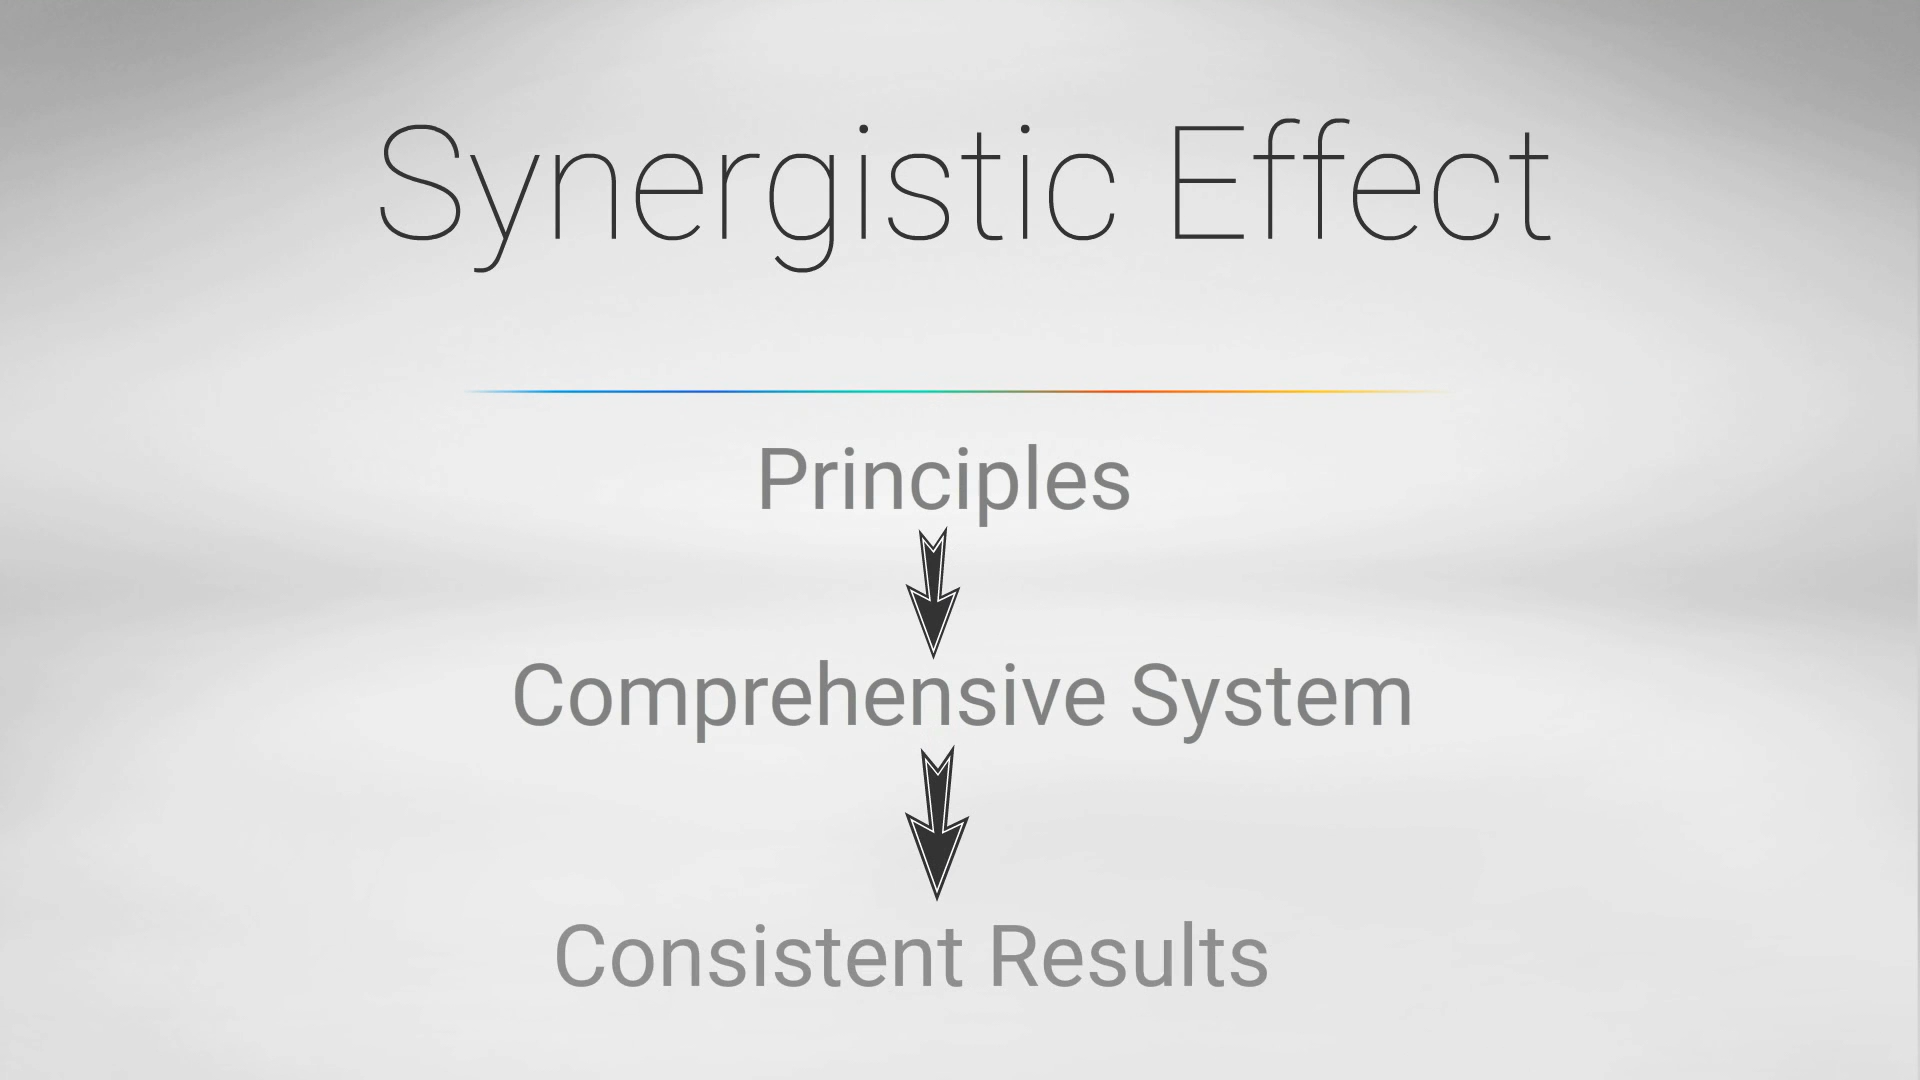 Synergistic Effect
Principles
Comprehensive System
Consistent Results